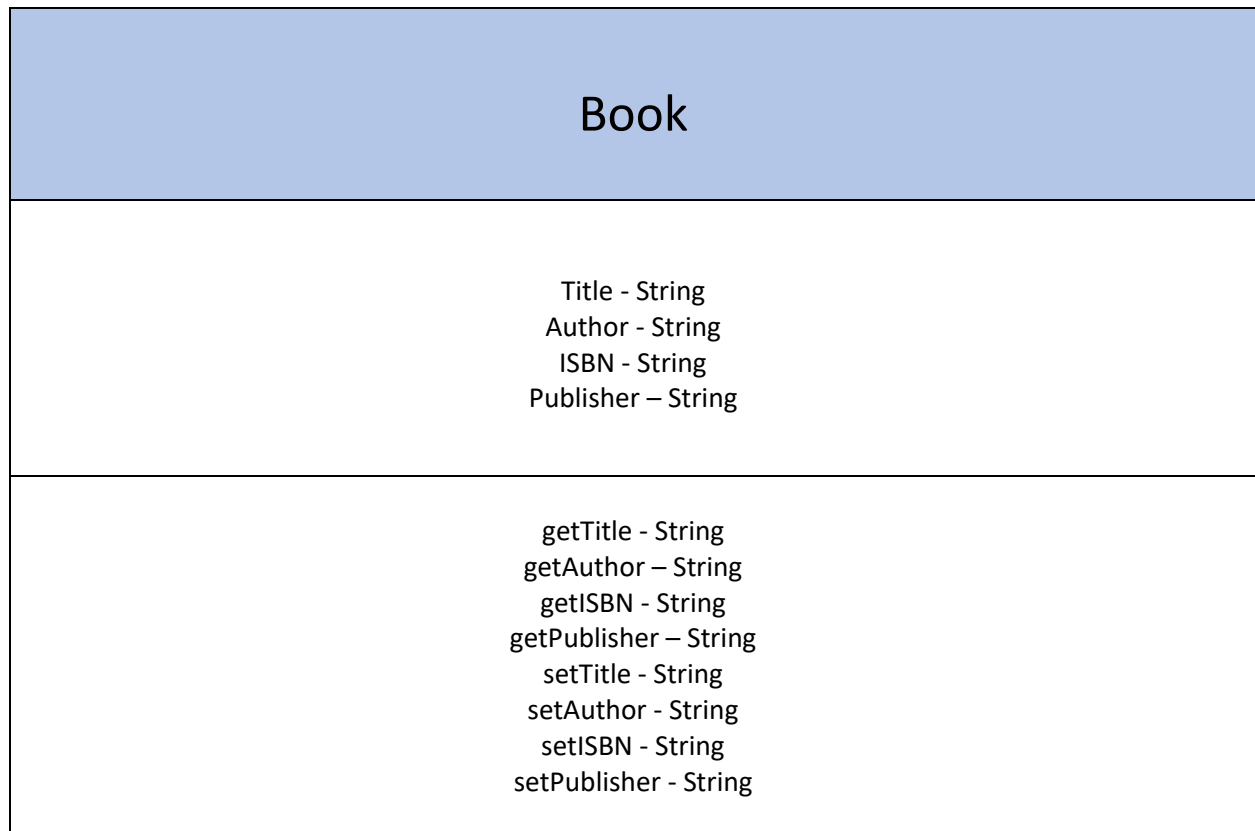 Book
Title - String
Author - String
ISBN - String
Publisher – String
getTitle - String
getAuthor – String
getISBN - String
getPublisher – String
setTitle - String
setAuthor - String
setISBN - String
setPublisher - String